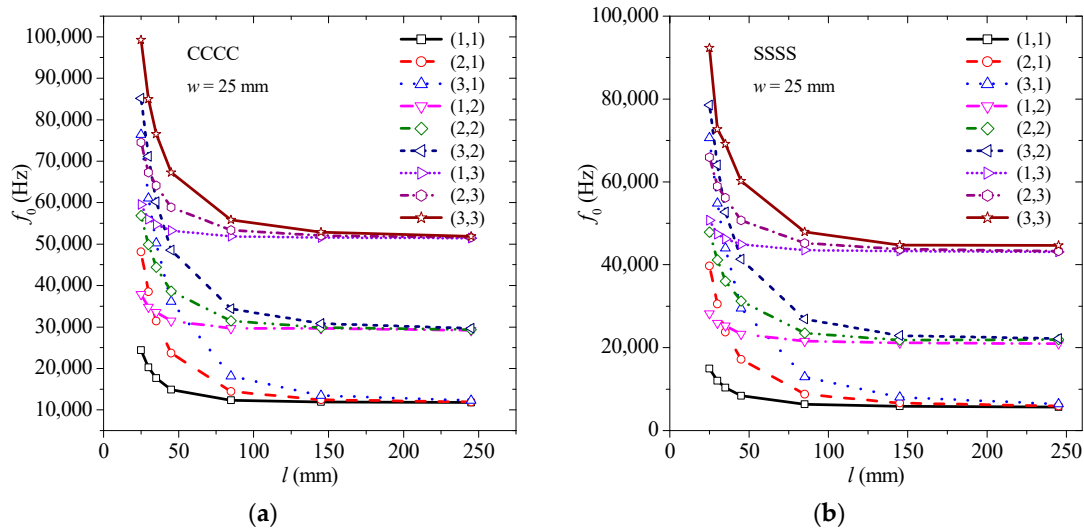 100,000
90,000
80,000
70,000
60,000
50,000
40,000
30,000
20,000
10,000
f₀ (Hz)
CCCC
w = 25 mm
(1,1)
(2,1)
(3,1)
(1,2)
(2,2)
(3,2)
(1,3)
(2,3)
(3,3)
0 50 100 150 200 250
l (mm)
(a)
100,000
80,000
60,000
40,000
20,000
0
f₀ (Hz)
SSSS
w = 25 mm
(1,1)
(2,1)
(3,1)
(1,2)
(2,2)
(3,2)
(1,3)
(2,3)
(3,3)
0 50 100 150 200 250
l (mm)
(b)